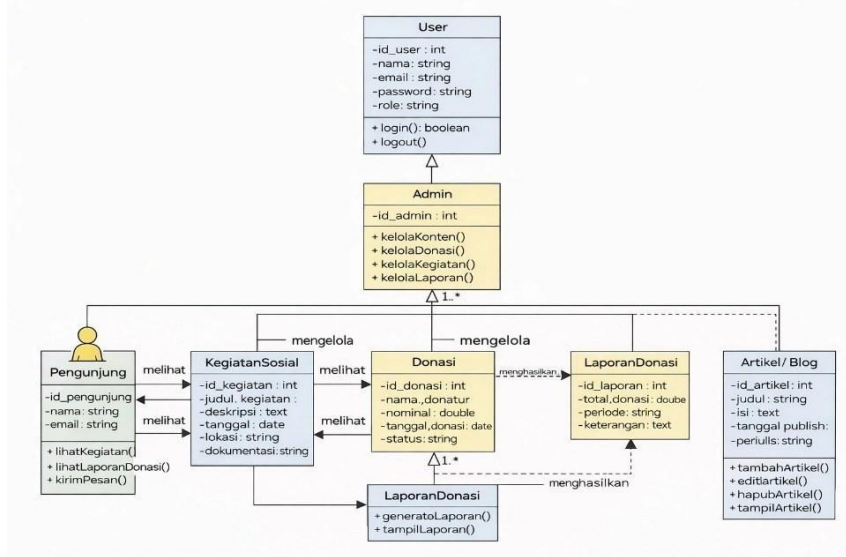 User
-id_user : int
-nama: string
-email : string
-password: string
-role: string
+ login(): boolean
+ logout()
Admin
-id_admin : int
+ kelolaKonten()
+ kelolaDonasi()
+ kelolaKegiatan()
+ kelolaLaporan()
1..*
mengelola
mengelola
Pengunjung
-id_pengunjung
-nama: string
-email: string
+ lihatKegiatan()
+ lihatLaporanDonasi()
+ kirimPesan()
melihat
melihat
KegiatanSosial
-id_kegiatan : int
-judul. kegiatan :
-deskripsi : text
-tanggal : date
-lokasi : string
-dokumentasi:string
melihat
melihat
Donasi
-id_donasi : int
-nama.,donatur
-nominal: double
-tanggal,donasi: date
-status: string
menghasilkan
LaporanDonasi
-id_laporan : int
-total,donasi: doube
-periode: string
-keterangan: text
Artikel/ Blog
-id_artikel: int
-judul: string
-isi : text
-tanggal publish:
-periulls: string
+tambahArtikel()
+editlartikel()
+hapubArtikel()
+tampilArtikel()
1.*
menghasilkan
LaporanDonasi
+generatoLaporan()
+tampilLaporan()